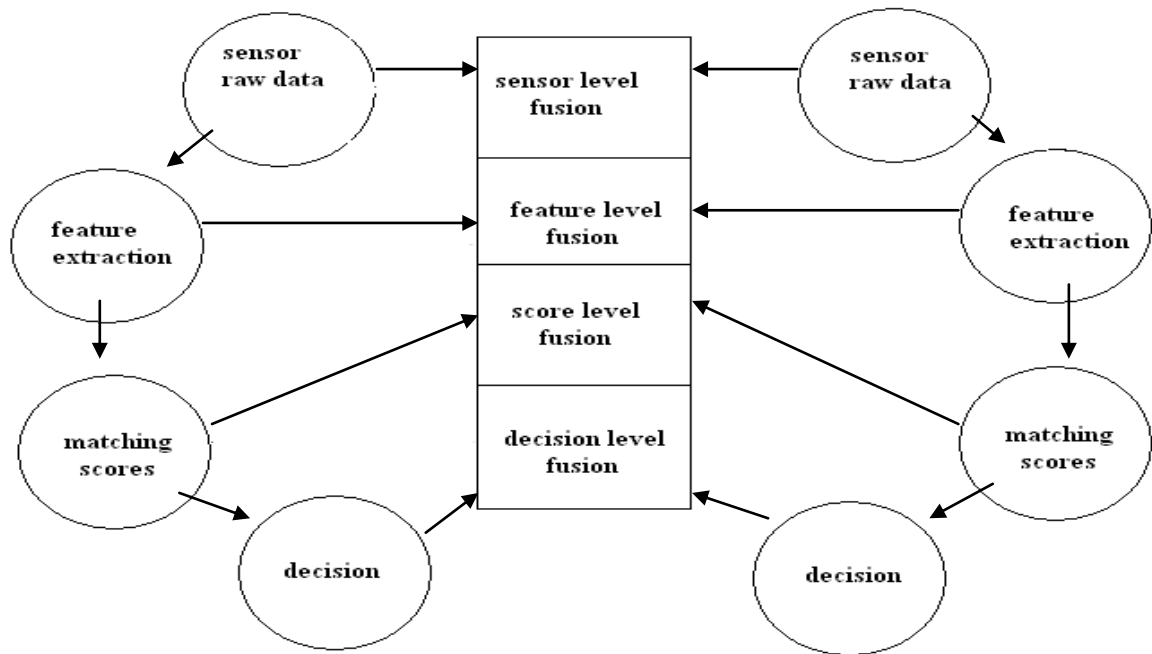 sensor
raw data
sensor level
fusion
sensor
raw data
feature
extraction
feature level
fusion
feature
extraction
score level
fusion
matching
scores
decision level
fusion
matching
scores
decision
decision